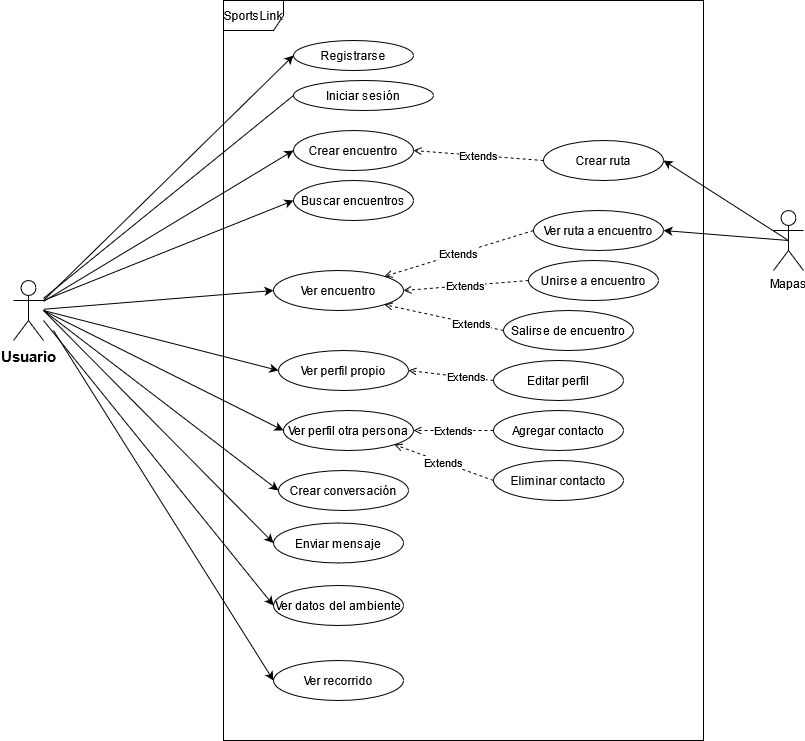 SportsLink
Registrarse
Iniciar sesión
Crear encuentro
Extends
Crear ruta
Buscar encuentros
Ver ruta a encuentro
Extends
Mapas
Ver encuentro
Extends
Unirse a encuentro
Extends
Salirse de encuentro
Usuario
Ver perfil propio
Extends
Editar perfil
Ver perfil otra persona
Extends
Agregar contacto
Extends
Eliminar contacto
Crear conversación
Enviar mensaje
Ver datos del ambiente
Ver recorrido